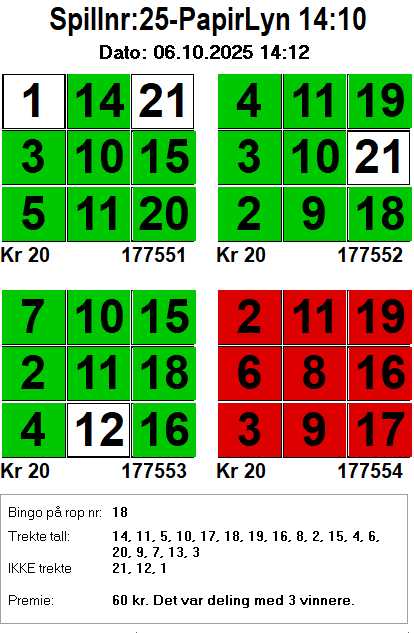 Spillnr:25-PapirLyn 14:10
Dato: 06.10.2025 14:12
1 14 21
3 10 15
5 11 20
Kr 20 177551
4 11 19
3 10 21
2 9 18
Kr 20 177552
7 10 15
2 11 18
4 12 16
Kr 20 177553
2 11 19
6 8 16
3 9 17
Kr 20 177554
Bingo på rop nr: 18
Trekte tall: 14, 11, 5, 10, 17, 18, 19, 16, 8, 2, 15, 4, 6,
20, 9, 7, 13, 3
IKKE trekte 21, 12, 1
Premie: 60 kr. Det var deling med 3 vinnere.